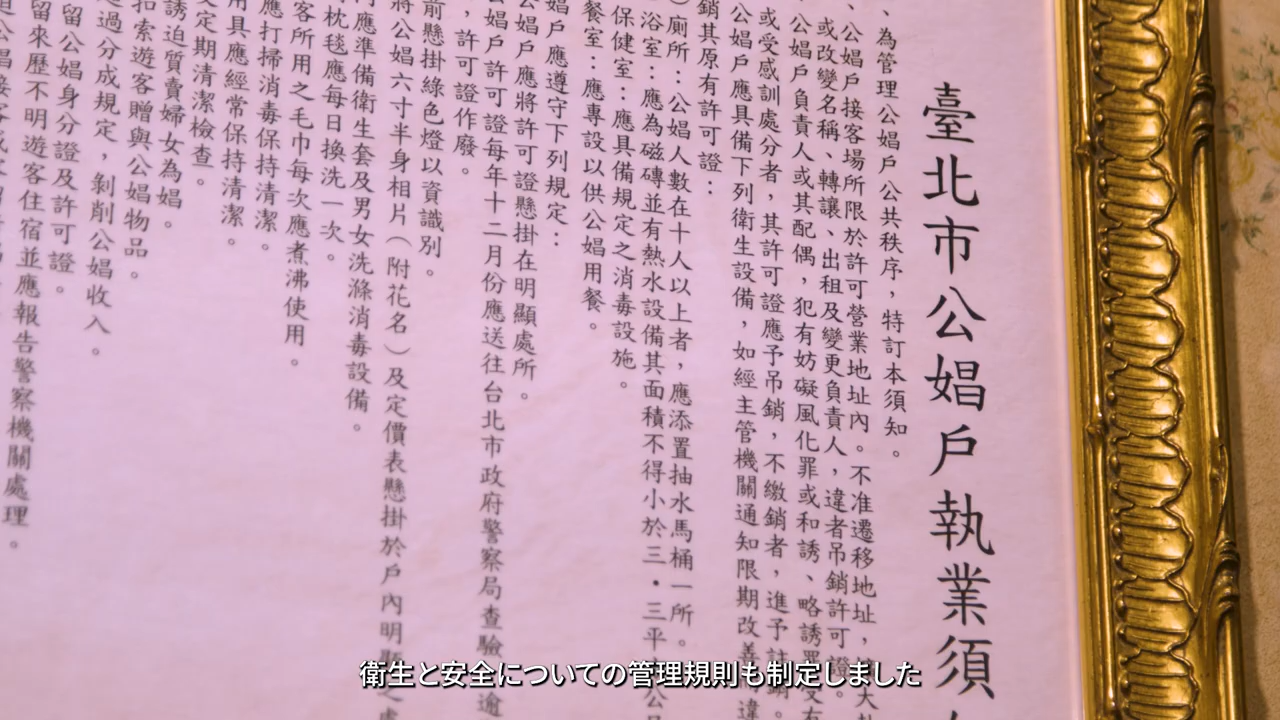 臺北市公娼戶執業須
、為管理公娼戶公共秩序，特訂本須知。
、公娼戶接客場所限於許可營業地址內。不准遷移地址，
或改變名稱、轉讓、出租及變更負責人，違者吊銷許可證。
公娼戶負責人或其配偶，犯有妨礙風化罪或和誘、略誘罪
或受感訓處分者，其許可證應予吊銷，不繳銷者，進予註銷。
公娼戶應具備下列衛生設備，如經主管機關通知限期改善
銷其原有許可證：
）廁所：公娼人數在十人以上者，應添置抽水馬桶一所。
浴室：應為磁磚並有熱水設備其面積不得小於三．三平
保健室：應具備規定之消毒設施。
餐室：應專設以供公娼用餐。
娼戶應遵守下列規定：
公娼戶應將許可證懸掛在明顯處所。
公娼戶許可證每年十二月份應送往台北市政府警察局查驗
，許可證作廢。
前懸掛綠色燈以資識別。
將公娼六寸半身相片（附花名）及定價表懸掛於戶內明顯之處
應準備衛生套及男女洗滌消毒設備。
枕毯應每日換洗一次。
客所用之毛巾每次應煮沸使用。
應打掃消毒保持清潔。
用具應經常保持清潔。
定期清潔檢查。
誘迫質賣婦女為娼。
扣索遊客贈與公娼物品。
過分成規定，剝削公娼收入。
留公娼身分證及許可證。
留來歷不明遊客住宿並應報告警察機關處理。
衛生と安全についての管理規則も制定しました